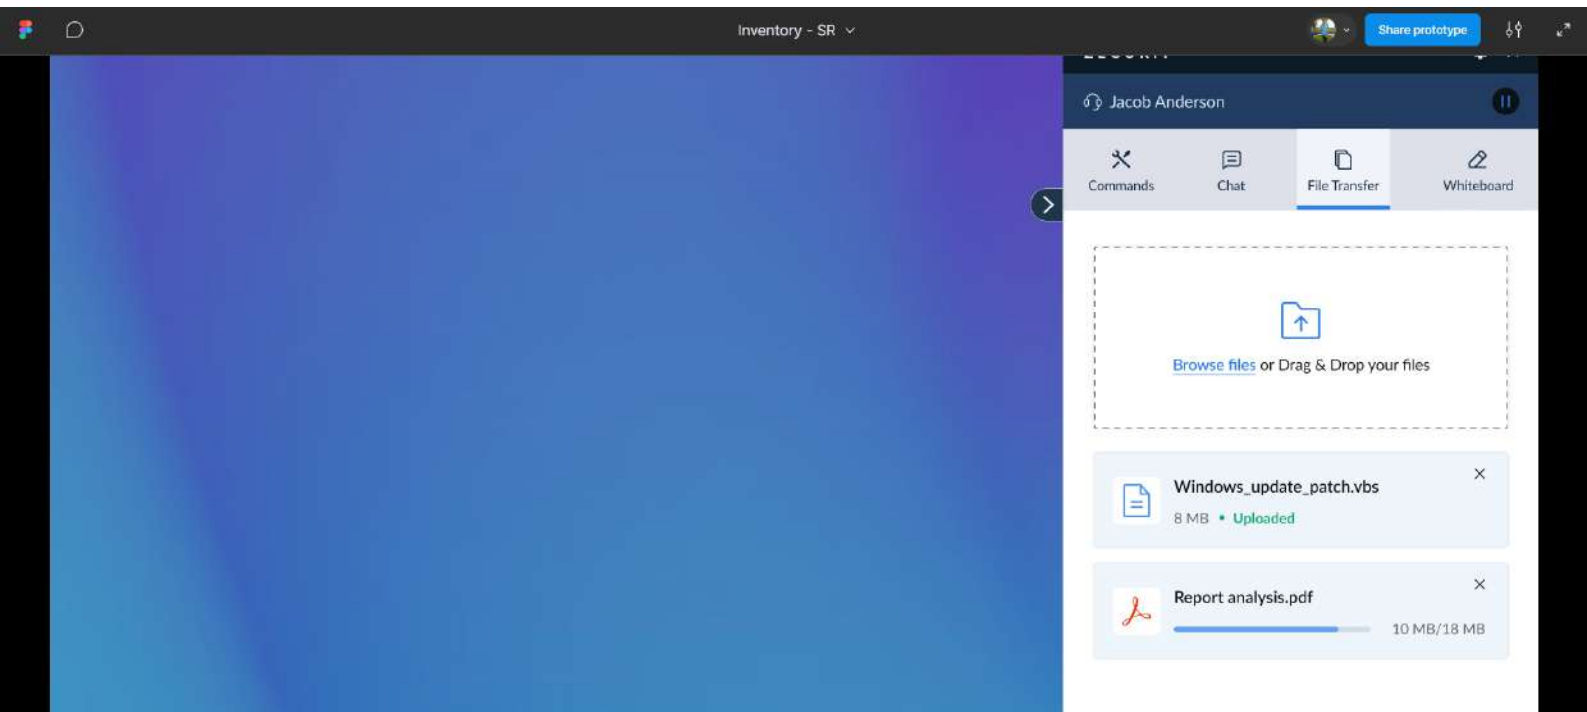 Inventory - SR
Share prototype
Jacob Anderson
Commands
Chat
File Transfer
Whiteboard
Browse files or Drag & Drop your files
Windows_update_patch.vbs
8 MB • Uploaded
Report analysis.pdf
10 MB/18 MB